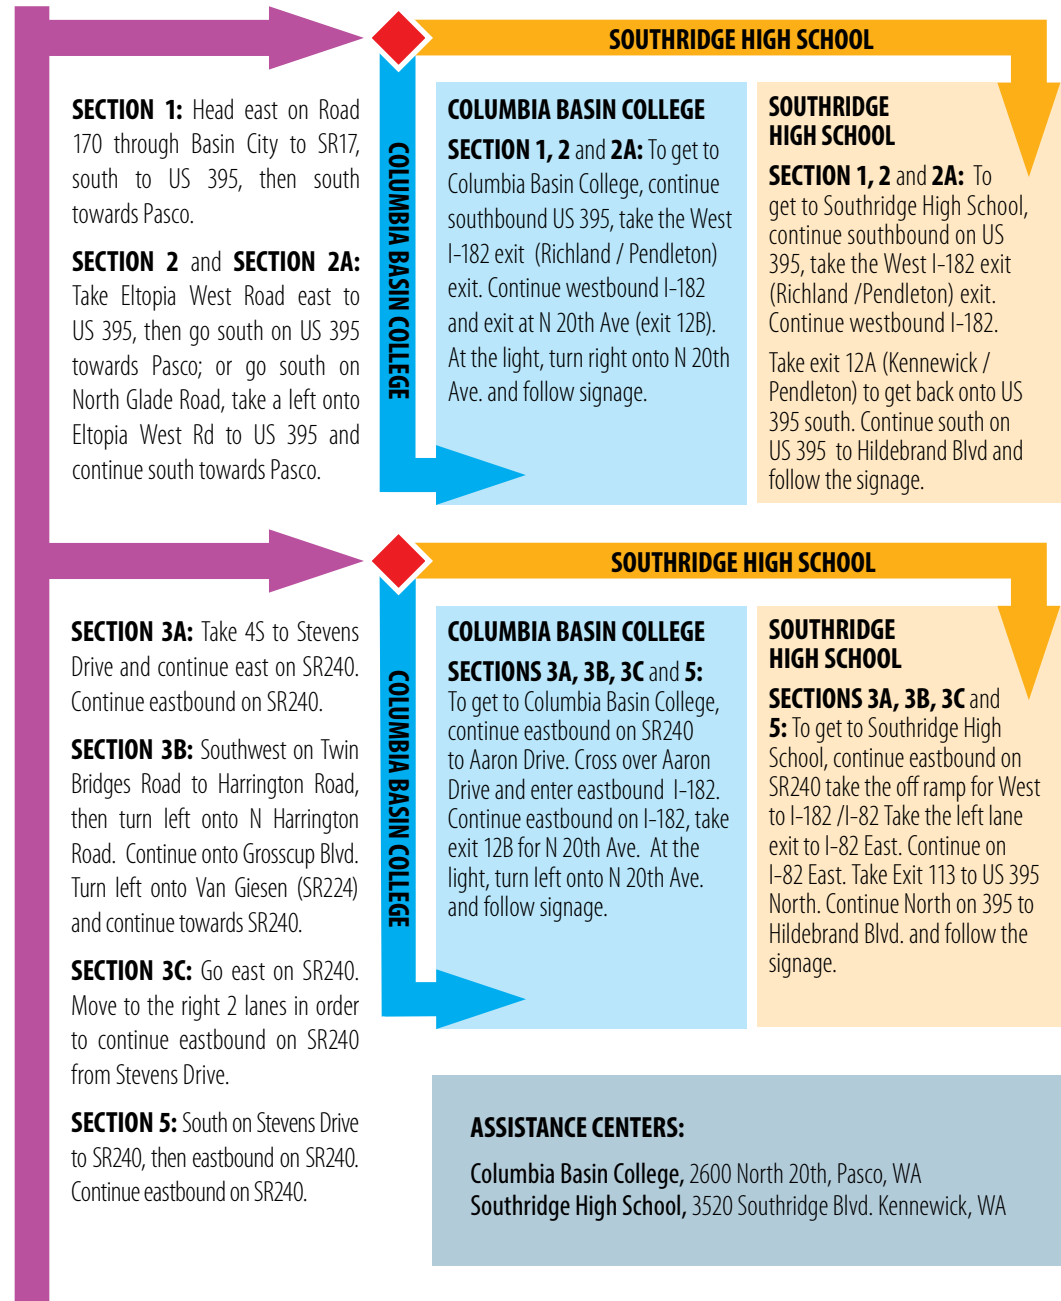 SOUTHRIDGE HIGH SCHOOL
SECTION 1: Head east on Road
170 through Basin City to SR17,
south to US 395, then south
towards Pasco.
SECTION 2 and SECTION 2A:
Take Eltopia West Road east to
US 395, then go south on US 395
towards Pasco; or go south on
North Glade Road, take a left onto
Eltopia West Rd to US 395 and
continue south towards Pasco.
COLUMBIA BASIN COLLEGE
COLUMBIA BASIN COLLEGE
SECTION 1, 2 and 2A: To get to
Columbia Basin College, continue
southbound US 395, take the West
I-182 exit (Richland / Pendleton)
exit. Continue westbound I-182
and exit at N 20th Ave (exit 12B).
At the light, turn right onto N 20th
Ave. and follow signage.
SOUTHRIDGE
HIGH SCHOOL
SECTION 1, 2 and 2A: To
get to Southridge High School,
continue southbound on US
395, take the West I-182 exit
(Richland /Pendleton) exit.
Continue westbound I-182.
Take exit 12A (Kennewick /
Pendleton) to get back onto US
395 south. Continue south on
US 395 to Hildebrand Blvd and
follow the signage.
SOUTHRIDGE HIGH SCHOOL
SECTION 3A: Take 4S to Stevens
Drive and continue east on SR240.
Continue eastbound on SR240.
SECTION 3B: Southwest on Twin
Bridges Road to Harrington Road,
then turn left onto N Harrington
Road. Continue onto Grosscup Blvd.
Turn left onto Van Giesen (SR224)
and continue towards SR240.
SECTION 3C: Go east on SR240.
Move to the right 2 lanes in order
to continue eastbound on SR240
from Stevens Drive.
SECTION 5: South on Stevens Drive
to SR240, then eastbound on SR240.
Continue eastbound on SR240.
COLUMBIA BASIN COLLEGE
COLUMBIA BASIN COLLEGE
SECTIONS 3A, 3B, 3C and 5:
To get to Columbia Basin College,
continue eastbound on SR240
to Aaron Drive. Cross over Aaron
Drive and enter eastbound I-182.
Continue eastbound on I-182, take
exit 12B for N 20th Ave. At the
light, turn left onto N 20th Ave.
and follow signage.
SOUTHRIDGE
HIGH SCHOOL
SECTIONS 3A, 3B, 3C and
5: To get to Southridge High
School, continue eastbound on
SR240 take the off ramp for West
to I-182 /I-82 Take the left lane
exit to I-82 East. Continue on
I-82 East. Take Exit 113 to US 395
North. Continue North on 395 to
Hildebrand Blvd. and follow the
signage.
ASSISTANCE CENTERS:
Columbia Basin College, 2600 North 20th, Pasco, WA
Southridge High School, 3520 Southridge Blvd. Kennewick, WA